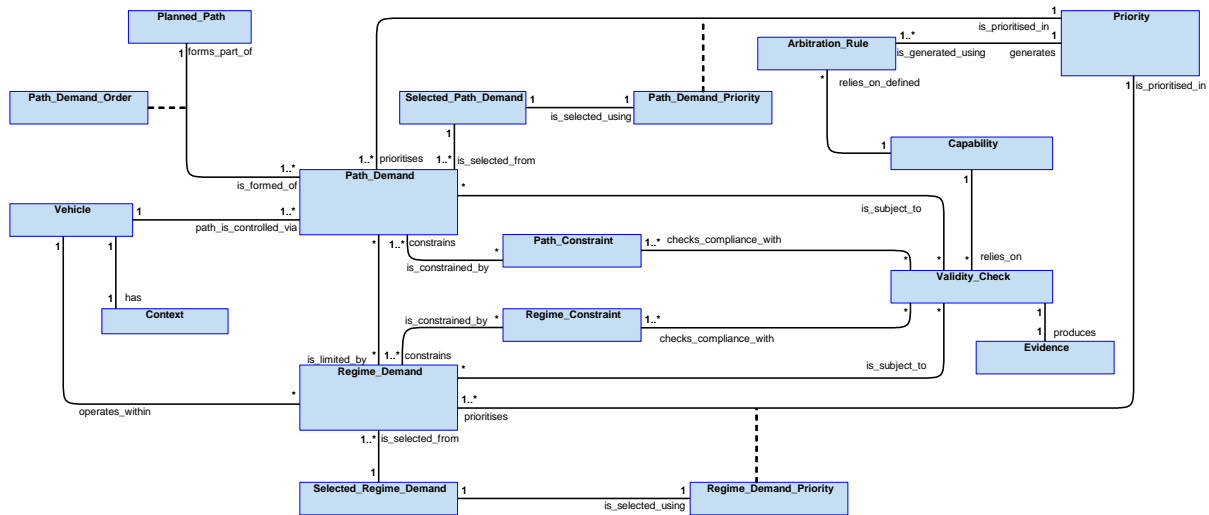 Planned_Path
1
forms_part_of
1
is_prioritised_in
Priority
Arbitration_Rule
1..*
is_generated_using
1
generates
*
relies_on_defined
1
is_prioritised_in
Path_Demand_Order
Selected_Path_Demand
1
1
is_selected_using
Path_Demand_Priority
1
Capability
1
1
1..*
prioritises
1..*
is_selected_from
1..*
is_formed_of
Path_Demand
*
is_subject_to
Vehicle
1
1..*
path_is_controlled_via
1
1
*
1..*
constrains
*
is_constrained_by
Path_Constraint
1..*
checks_compliance_with
*
*
*
relies_on
Validity_Check
1
has
Context
is_constrained_by
*
Regime_Constraint
1..*
checks_compliance_with
*
*
1
1
produces
Evidence
is_limited_by
*
1..*
constrains
Regime_Demand
*
is_subject_to
*
operates_within
1..*
prioritises
1..*
is_selected_from
1
Selected_Regime_Demand
1
1
is_selected_using
Regime_Demand_Priority